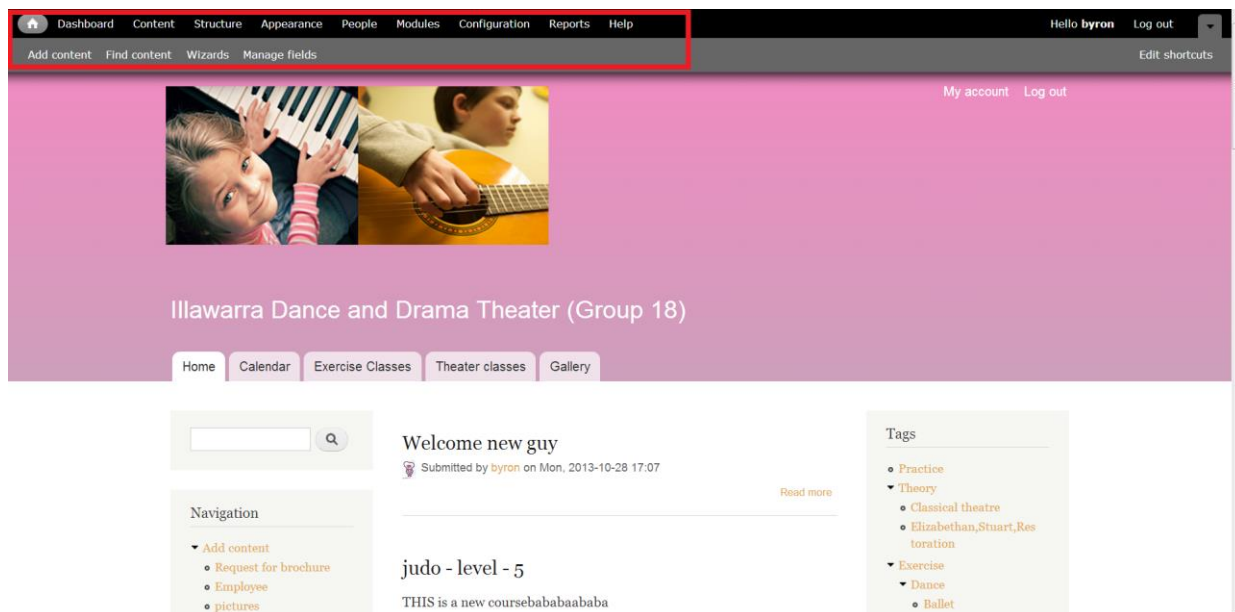 Dashboard Content Structure Appearance People Modules Configuration Reports Help Hello byron Log out
Add content Find content Wizards Manage fields Edit shortcuts
My account Log out
Illawarra Dance and Drama Theater (Group 18)
Home Calendar Exercise Classes Theater classes Gallery
Navigation
Add content
Request for brochure
Employee
pictures
Welcome new guy
Submitted by byron on Mon, 2013-10-28 17:07
Read more
judo - level - 5
THIS is a new coursebababaababa
Tags
Practice
Theory
Classical theatre
Elizabethan,Stuart,Res
toration
Exercise
Dance
Ballet